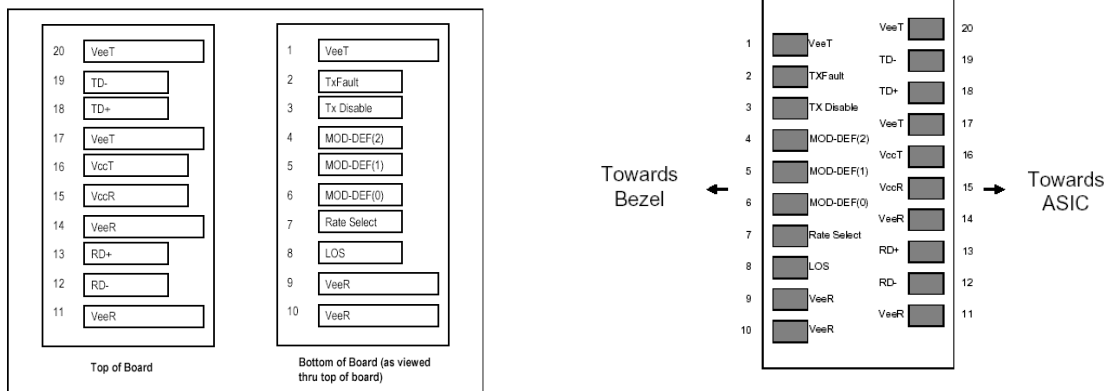 20 VeeT
19 TD-
18 TD+
17 VeeT
16 VccT
15 VccR
14 VeeR
13 RD+
12 RD-
11 VeeR
Top of Board
1 VeeT
2 TxFault
3 Tx Disable
4 MOD-DEF(2)
5 MOD-DEF(1)
6 MOD-DEF(0)
7 Rate Select
8 LOS
9 VeeR
10 VeeR
Bottom of Board (as viewed
thru top of board)
Towards
Bezel
1 VeeT
2 TXFault
3 TX Disable
4 MOD-DEF(2)
5 MOD-DEF(1)
6 MOD-DEF(0)
7 Rate Select
8 LOS
9 VeeR
10 VeeR
VeeT 20
TD- 19
TD+ 18
VeeT 17
VccT 16
VccR 15
VeeR 14
RD+ 13
RD- 12
VeeR 11
Towards
ASIC